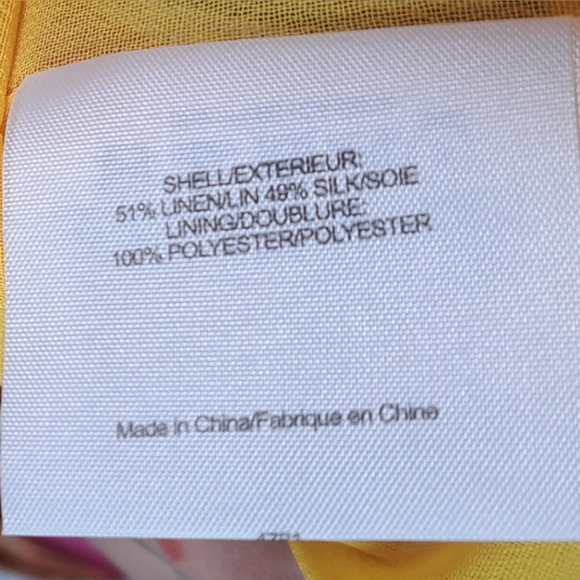 SHELL/EXTERIEUR:
51% LINEN/LIN 49% SILK/SOIE
LINING/DOUBLURE:
100% POLYESTER/POLYESTER
Made in China/Fabrique en Chine